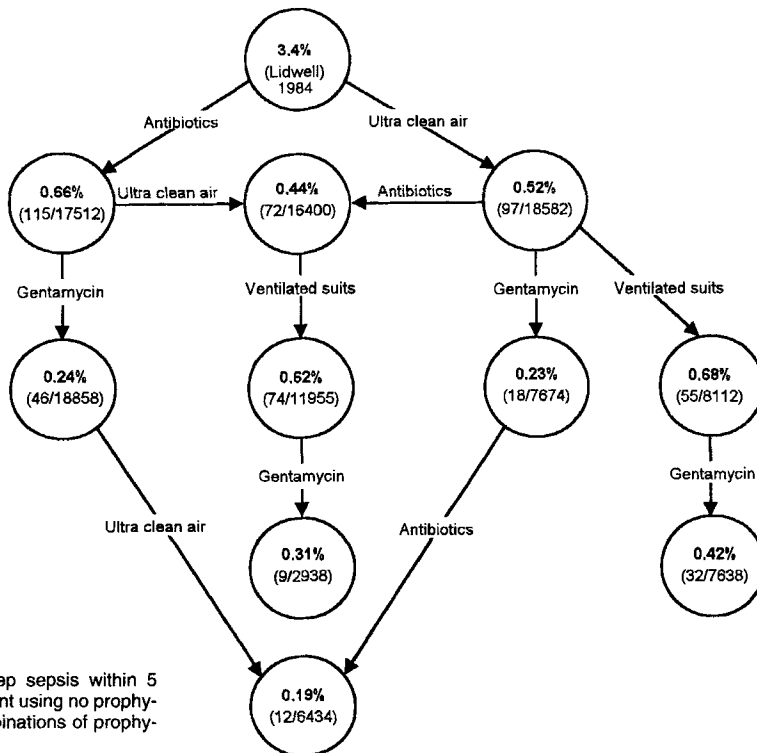 3.4%
(Lidwell)
1984
Antibiotics
Ultra clean air
0.66%
(115/17512)
Ultra clean air
0.44%
(72/16400)
Antibiotics
0.52%
(97/18582)
Gentamycin
Ventilated suits
Gentamycin
Ventilated suits
0.24%
(46/18858)
0.62%
(74/11955)
0.23%
(18/7674)
0.68%
(55/8112)
Gentamycin
Gentamycin
Ultra clean air
Antibiotics
0.31%
(9/2938)
0.42%
(32/7638)
0.19%
(12/6434)
sepsis within 5
using no prophy-
of prophy-